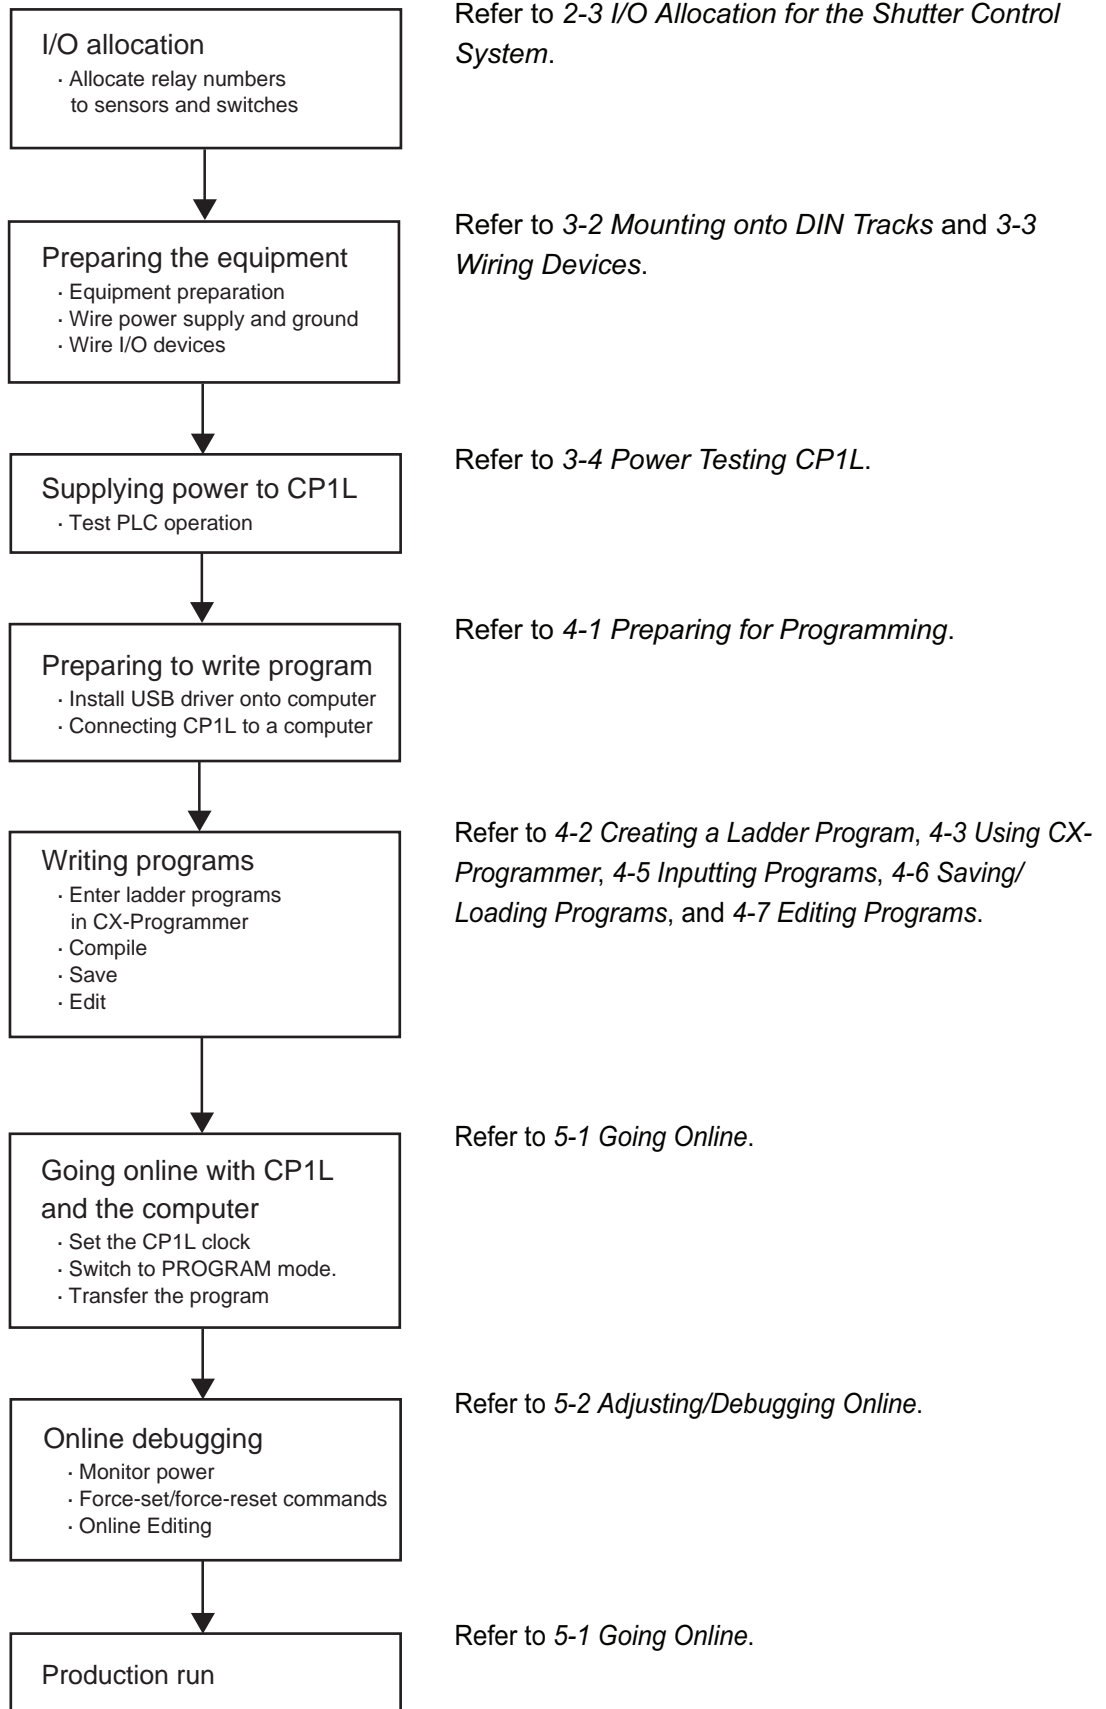 Refer to 2-3 I/O Allocation for the Shutter Control
System.
I/O allocation
· Allocate relay numbers
to sensors and switches
Refer to 3-2 Mounting onto DIN Tracks and 3-3
Wiring Devices.
Preparing the equipment
· Equipment preparation
· Wire power supply and ground
· Wire I/O devices
Refer to 3-4 Power Testing CP1L.
Supplying power to CP1L
· Test PLC operation
Refer to 4-1 Preparing for Programming.
Preparing to write program
· Install USB driver onto computer
· Connecting CP1L to a computer
Refer to 4-2 Creating a Ladder Program, 4-3 Using CX-
Programmer, 4-5 Inputting Programs, 4-6 Saving/
Loading Programs, and 4-7 Editing Programs.
Writing programs
· Enter ladder programs
in CX-Programmer
· Compile
· Save
· Edit
Refer to 5-1 Going Online.
Going online with CP1L
and the computer
· Set the CP1L clock
· Switch to PROGRAM mode.
· Transfer the program
Refer to 5-2 Adjusting/Debugging Online.
Online debugging
· Monitor power
· Force-set/force-reset commands
· Online Editing
Refer to 5-1 Going Online.
Production run